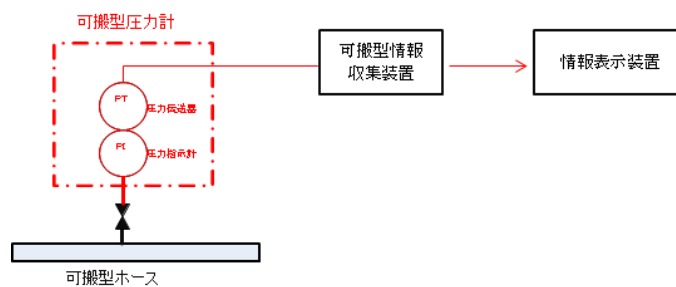 可搬型圧力計
可搬型情報
収集装置
情報表示装置
PT
圧力伝送器
PI
圧力指示計
可搬型ホース